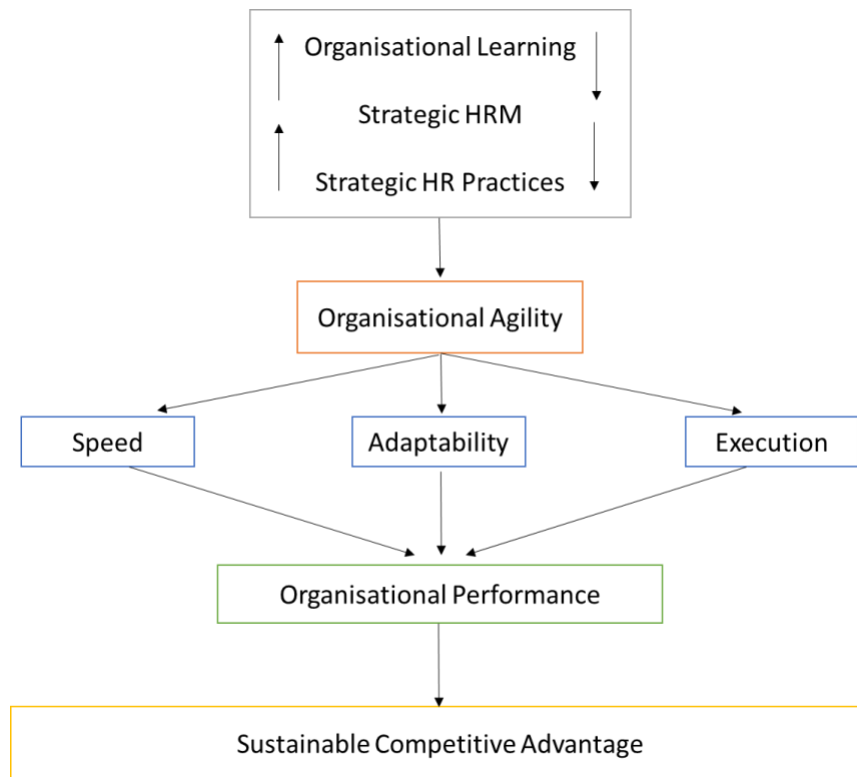 Organisational Learning
Strategic HRM
Strategic HR Practices
Organisational Agility
Speed
Adaptability
Execution
Organisational Performance
Sustainable Competitive Advantage